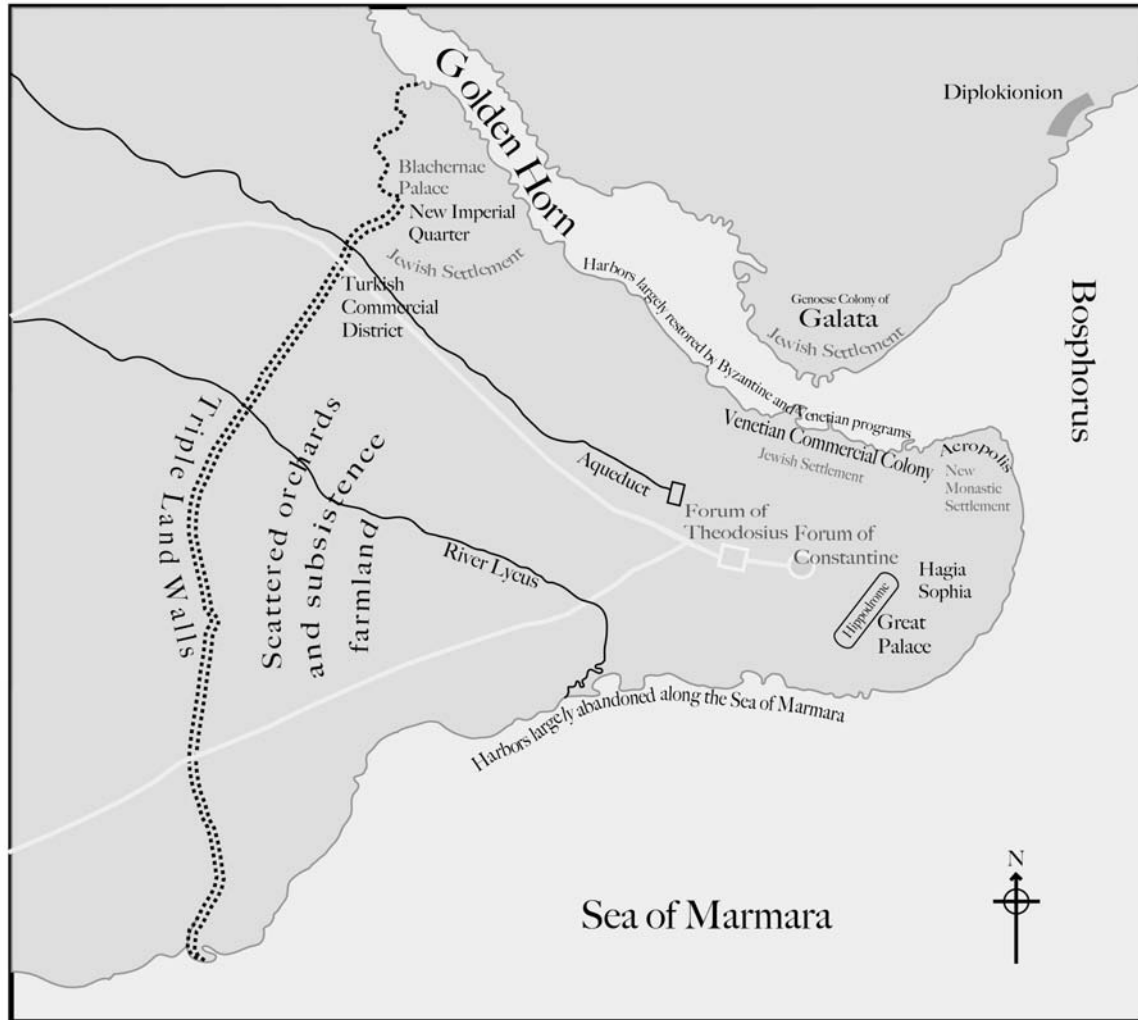 Golden Horn
Diplokionion
Blachernae
Palace
New Imperial
Quarter
Jewish Settlement
Turkish
Commercial
District
Harbors largely restored by Byzantine and Venetian programs
Genoese Colony of
Galata
Jewish Settlement
Bosphorus
Triple Land Walls
Scattered orchards
and subsistence
farmland
Aqueduct
Venetian Commercial Colony
Jewish Settlement
Acropolis
New
Monastic
Settlement
Forum of
Theodosius
Forum of
Constantine
River Lycus
Hippodrome
Hagia
Sophia
Great
Palace
Harbors largely abandoned along the Sea of Marmara
Sea of Marmara
N